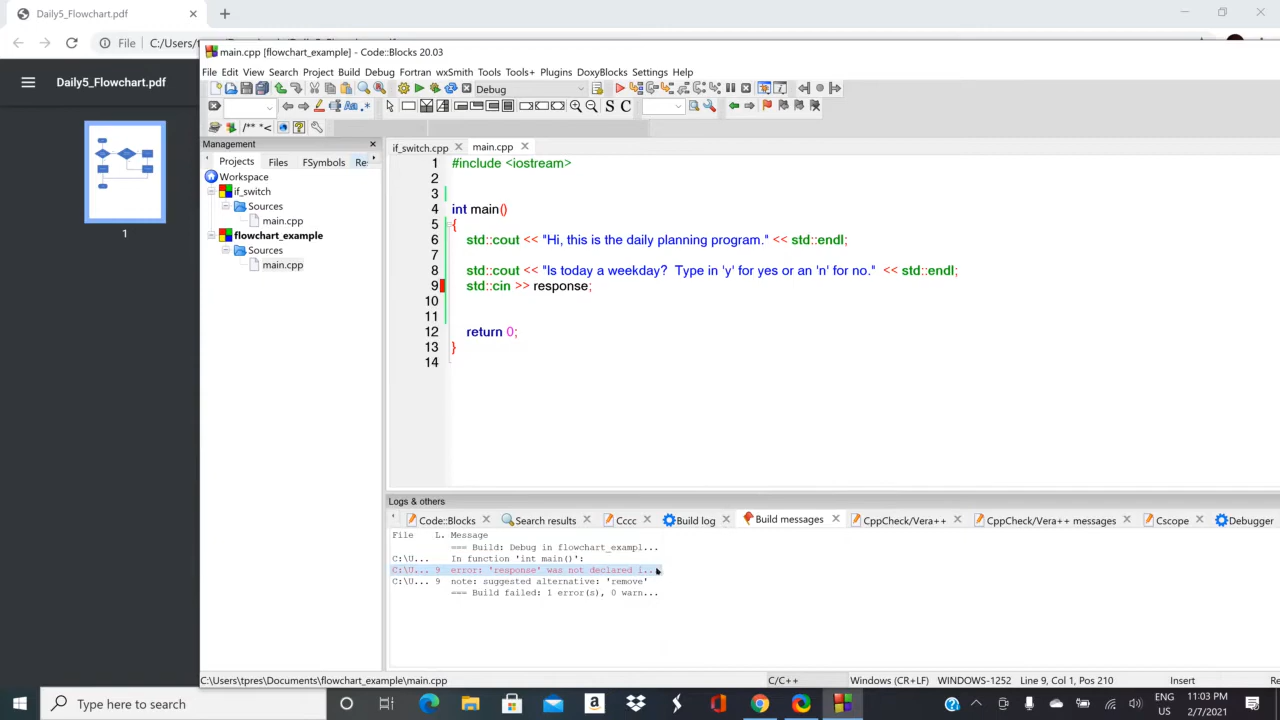 Daily5_Flowchart.pdf
File C:/Users/f
Daily5_Flowchart.pdf
1
main.cpp [flowchart_example] - Code::Blocks 20.03
File Edit View Search Project Build Debug Fortran wxSmith Tools Tools+ Plugins DoxyBlocks Settings Help
Debug
S C
/** *<
Management
Projects Files FSymbols Re
Workspace
if_switch
Sources
main.cpp
flowchart_example
Sources
main.cpp
if_switch.cpp main.cpp
1 #include <iostream>
2
3
4 int main()
5 {
6 std::cout << "Hi, this is the daily planning program." << std::endl;
7
8 std::cout << "Is today a weekday?  Type in 'y' for yes or an 'n' for no."  << std::endl;
9 std::cin >> response;
10
11
12 return 0;
13 }
14
Logs & others
Code::Blocks Search results Cccc Build log Build messages CppCheck/Vera++ CppCheck/Vera++ messages Cscope Debugger
File L. Message
=== Build: Debug in flowchart_exampl...
C:\U... In function 'int main()':
C:\U... 9 error: 'response' was not declared i...
C:\U... 9 note: suggested alternative: 'remove'
=== Build failed: 1 error(s), 0 warn...
C:\Users\tpres\Documents\flowchart_example\main.cpp C/C++ Windows (CR+LF) WINDOWS-1252 Line 9, Col 1, Pos 210 Insert Re
Type here to search
ENG
US
11:03 PM
2/7/2021